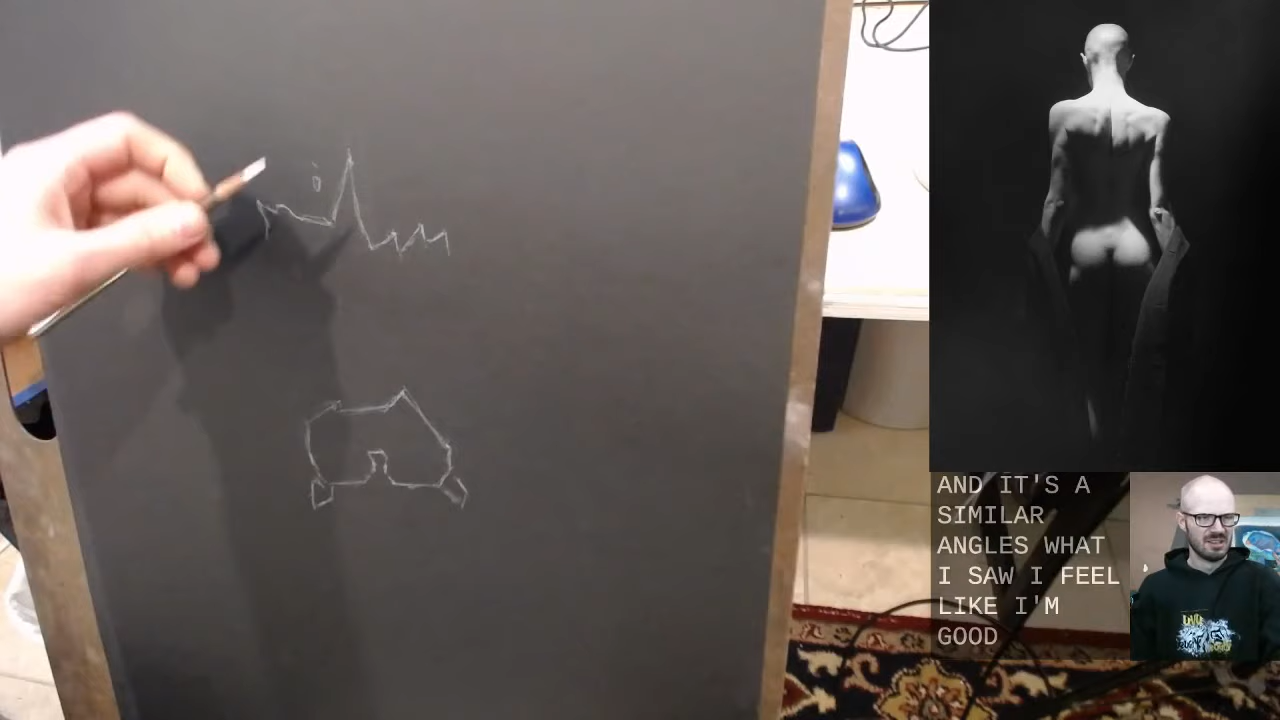 AND IT'S A
SIMILAR
ANGLES WHAT
I SAW I FEEL
LIKE I'M
GOOD